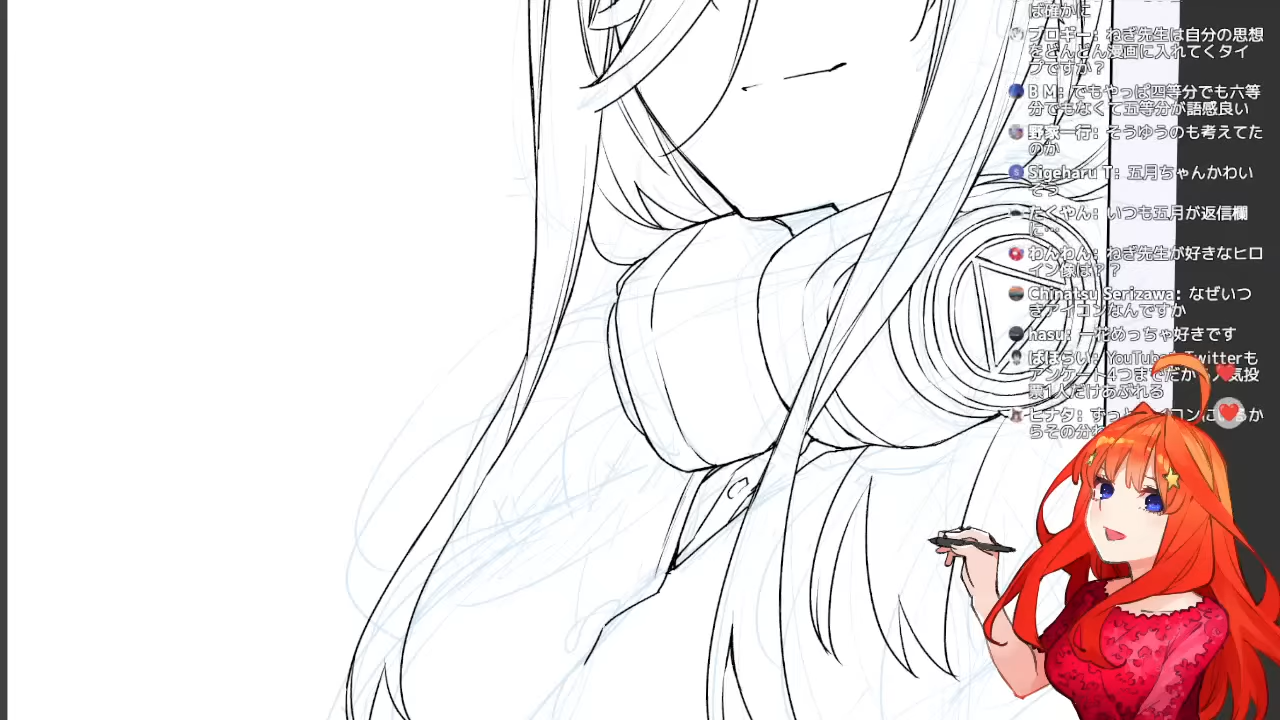 ば確かに
ブロギー: ねぎ先生は自分の思想
をどんどん漫画に入れてくタイ
プですか？
B M: でもやっぱ四等分でも六等
分でもなくて五等分が語感良い
野家一行: そうゆうのも考えてた
のか
Sigeharu T: 五月ちゃんかわい
そう
たくやん: いつも五月が返信欄
に…
わんわん: ねぎ先生が好きなヒロ
イン像は？？
Chinatsu Serizawa: なぜいつ
きアイコンなんですか
hasu: 一花めっちゃ好きです
ぱぽらい: YouTubeもTwitterも
アンケート4つまでだから人気投
票1人だけあぶれる
ヒナタ: ずっと
らその分